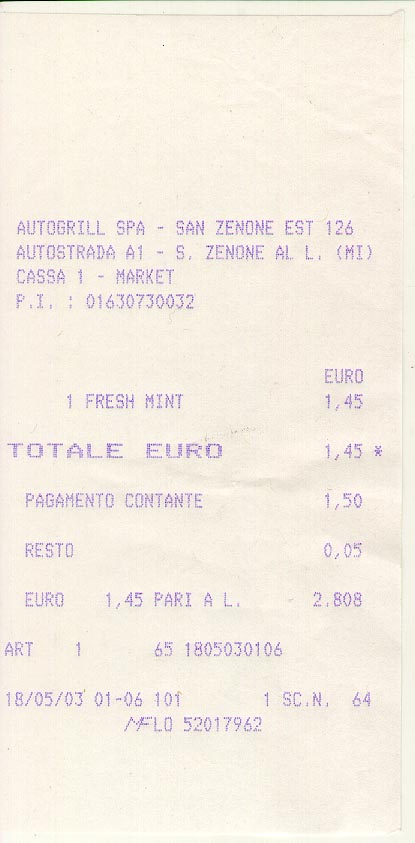 AUTOGRILL SPA - SAN ZENONE EST 126
AUTOSTRADA A1 - S. ZENONE AL L. (MI)
CASSA 1 - MARKET
P.I. : 01630730032
EURO
1 FRESH MINT 1,45
TOTALE EURO 1,45 *
PAGAMENTO CONTANTE 1,50
RESTO 0,05
EURO 1,45 PARI A L. 2.808
ART 1 65 1805030106
18/05/03 01-06 101 1 SC.N. 64
MF LO 52017962